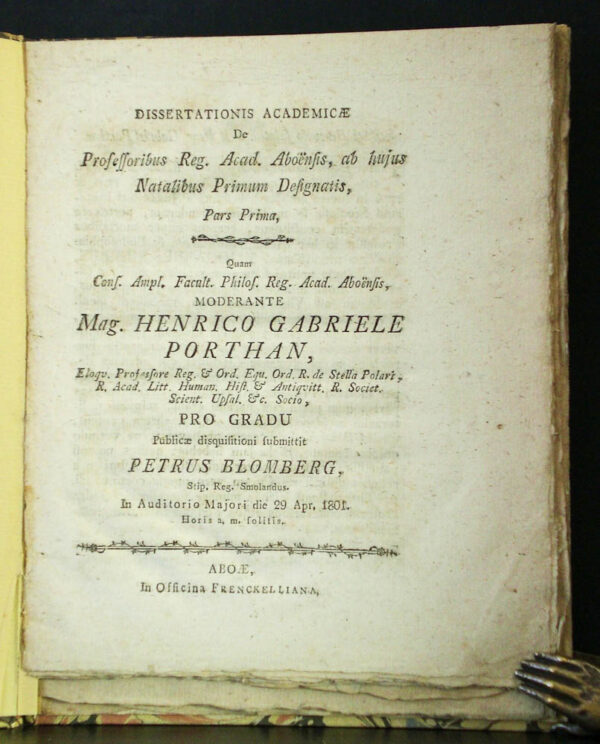 DISSERTATIONIS ACADEMICÆ
De
Profeſſoribus Reg. Acad. Aboënſis, ab hujus
Natalibus Primum Deſignatis,
Pars Prima,
Quam
Conſ. Ampl. Facult. Philoſ. Reg. Acad. Aboënſis,
MODERANTE
Mag. HENRICO GABRIELE
PORTHAN,
Eloqv. Profeſſore Reg. & Ord. Equ. Ord. R. de Stella Polari,
R. Acad. Litt. Human. Hiſt. & Antiqvitt. R. Societ.
Scient. Upſal. &c. Socio,
PRO GRADU
Publicæ disquiſitioni ſubmittit
PETRUS BLOMBERG,
Stip. Reg. Smolandus.
In Auditorio Majori die 29 Apr. 1801.
Horis a. m. ſolitis.
ABOÆ,
In Officina FRENCKELLIANA,